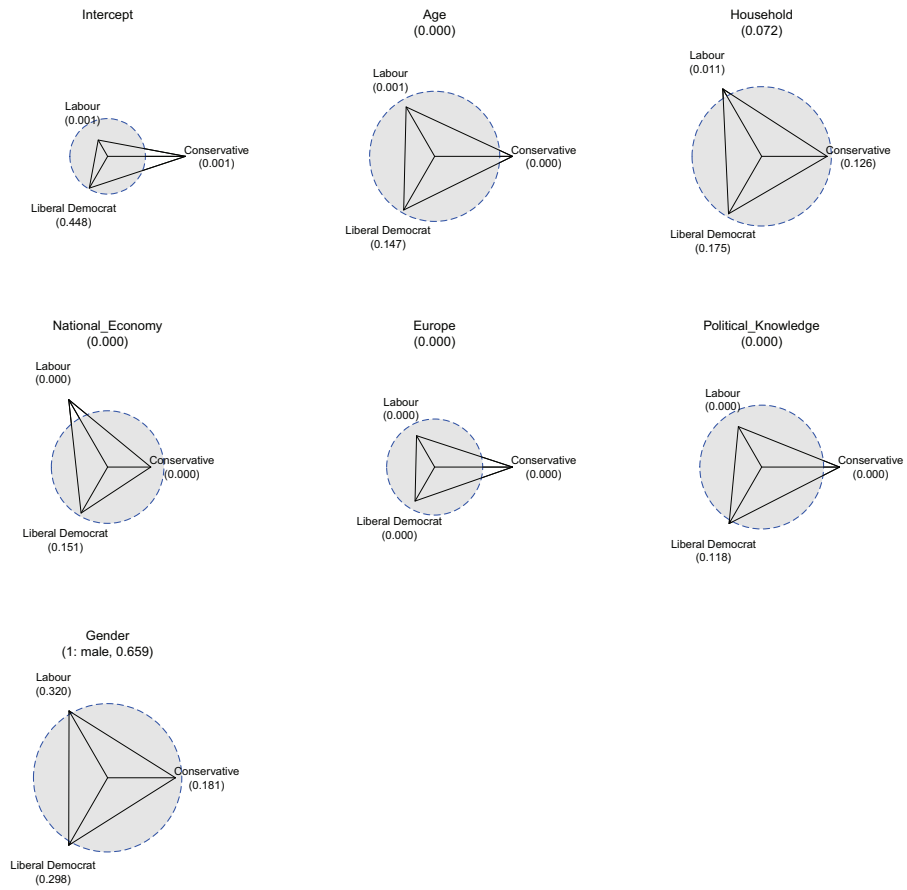 Intercept
Labour
(0.001)
Conservative
(0.001)
Liberal Democrat
(0.448)
Age
(0.000)
Labour
(0.001)
Conservative
(0.000)
Liberal Democrat
(0.147)
Household
(0.072)
Labour
(0.011)
Conservative
(0.126)
Liberal Democrat
(0.175)
National_Economy
(0.000)
Labour
(0.000)
Conservative
(0.000)
Liberal Democrat
(0.151)
Europe
(0.000)
Labour
(0.000)
Conservative
(0.000)
Liberal Democrat
(0.000)
Political_Knowledge
(0.000)
Labour
(0.000)
Conservative
(0.000)
Liberal Democrat
(0.118)
Gender
(1: male, 0.659)
Labour
(0.320)
Conservative
(0.181)
Liberal Democrat
(0.298)